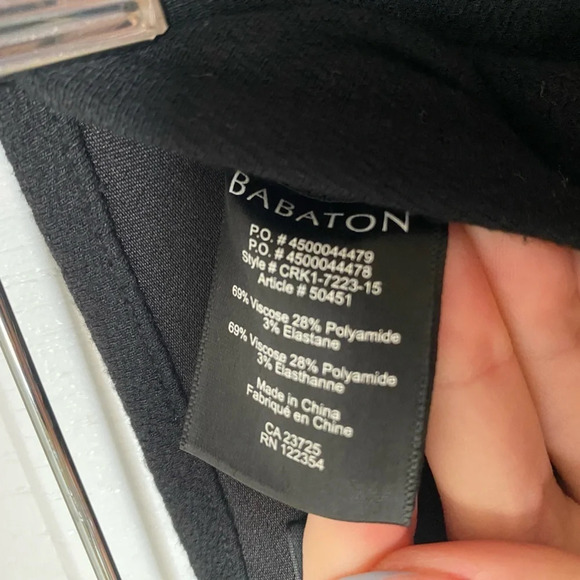 BABATON
P.O. # 4500044479
P.O. # 4500044478
Style # CRK1-7223-15
Article # 50451
69% Viscose 28% Polyamide
3% Elastane
69% Viscose 28% Polyamide
3% Élasthanne
Made in China
Fabriqué en Chine
CA 23725
RN 122354